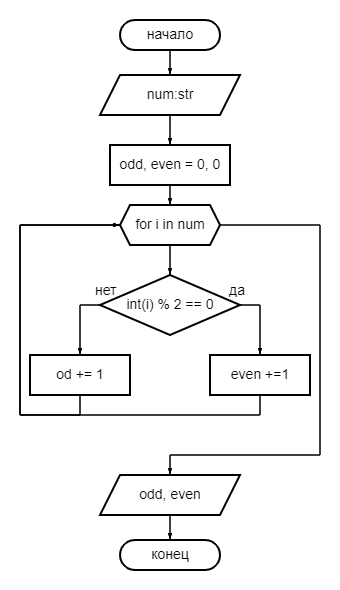 начало
num:str
odd, even = 0, 0
for i in num
нет
да
int(i) % 2 == 0
od += 1
even +=1
odd, even
конец